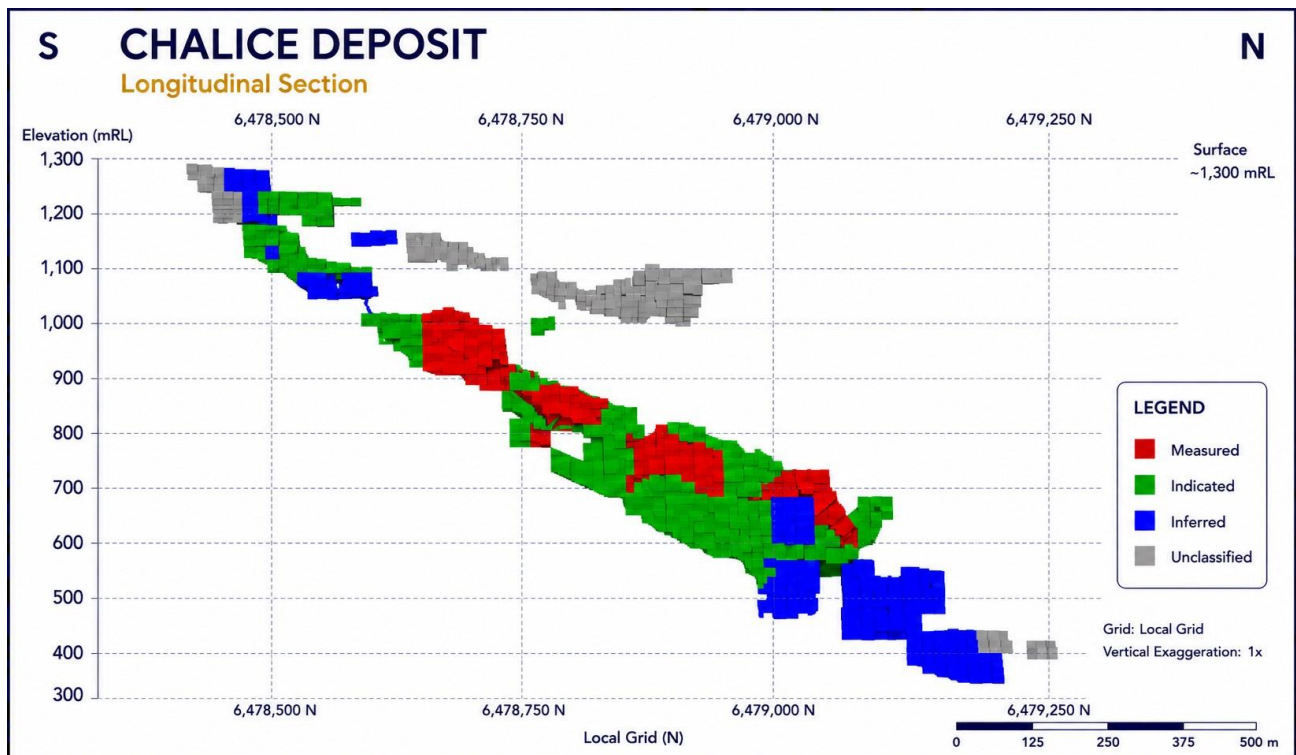 S CHALICE DEPOSIT N
Longitudinal Section
6,478,500 N 6,478,750 N 6,479,000 N 6,479,250 N
Elevation (mRL)
Surface
~1,300 mRL
1,300
1,200
1,100
1,000
900
800
700
600
500
400
300
LEGEND
Measured
Indicated
Inferred
Unclassified
Grid: Local Grid
Vertical Exaggeration: 1x
6,478,500 N 6,478,750 N 6,479,000 N 6,479,250 N
Local Grid (N)
0 125 250 375 500 m